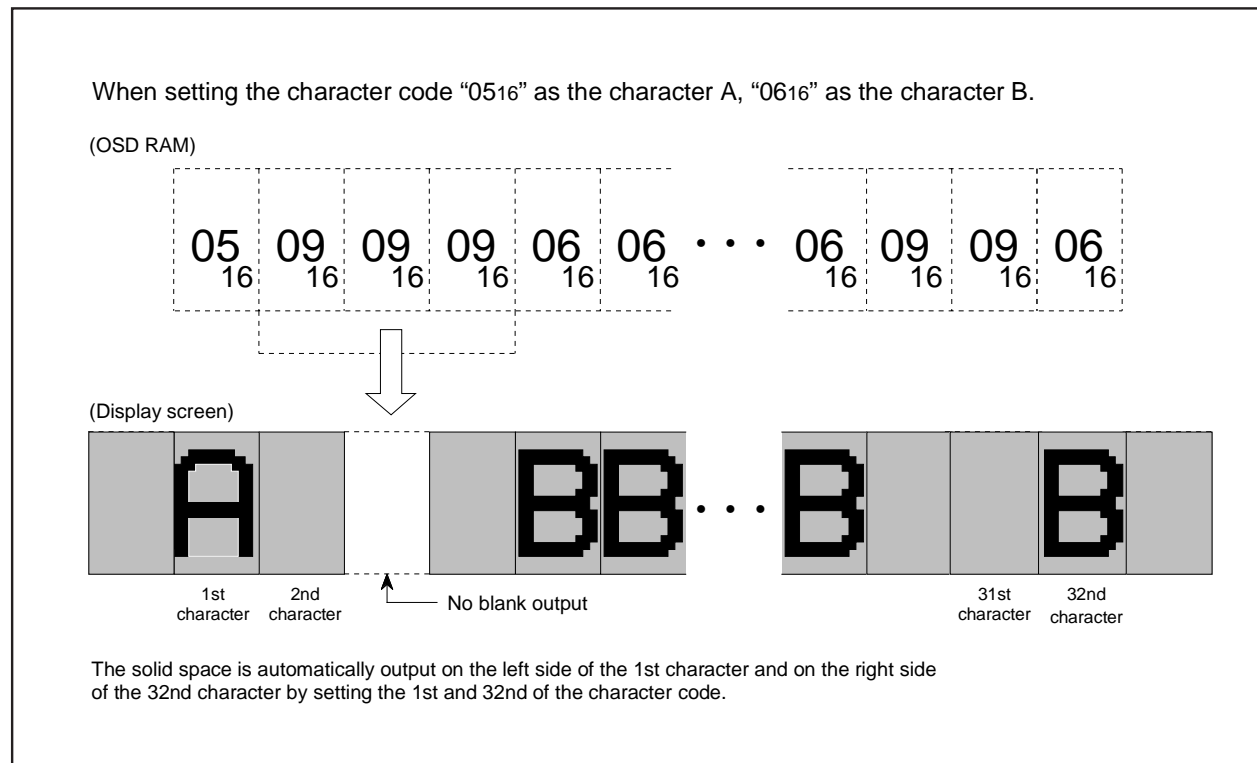 When setting the character code “0516” as the character A, “0616” as the character B.
(OSD RAM)
05 09 09 09 06 06 • • • 06 09 09 06
16 16 16 16 16 16 16 16 16 16
(Display screen)
A BB • • • B B
1st 2nd 31st 32nd
character character character character
No blank output
The solid space is automatically output on the left side of the 1st character and on the right side
of the 32nd character by setting the 1st and 32nd of the character code.